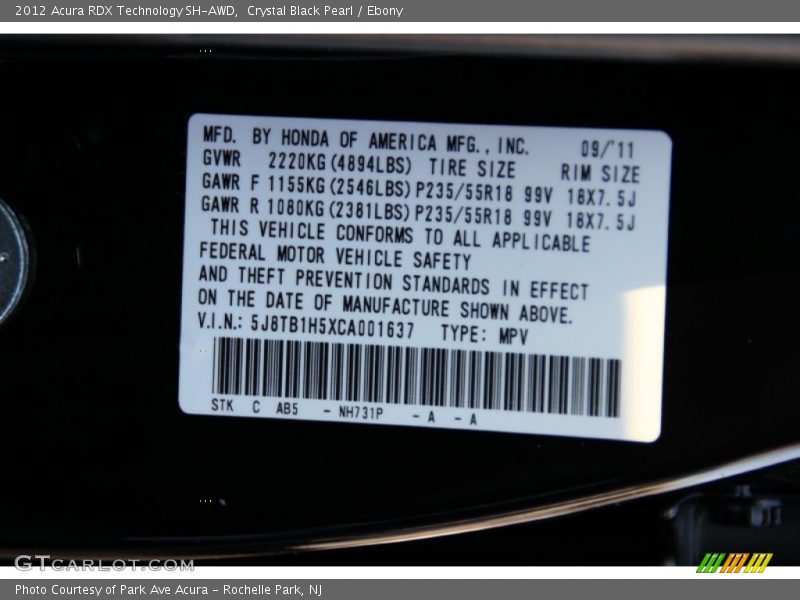 2012 Acura RDX Technology SH-AWD, Crystal Black Pearl / Ebony
MFD. BY HONDA OF AMERICA MFG., INC. 09/'11
GVWR 2220KG(4894LBS) TIRE SIZE RIM SIZE
GAWR F 1155KG(2546LBS) P235/55R18 99V 18X7.5J
GAWR R 1080KG(2381LBS) P235/55R18 99V 18X7.5J
THIS VEHICLE CONFORMS TO ALL APPLICABLE
FEDERAL MOTOR VEHICLE SAFETY
AND THEFT PREVENTION STANDARDS IN EFFECT
ON THE DATE OF MANUFACTURE SHOWN ABOVE.
V.I.N.: 5J8TB1H5XCA001637 TYPE: MPV
STK C AB5 - NH731P - A - A
GTCARLOT.COM
Photo Courtesy of Park Ave Acura - Rochelle Park, NJ